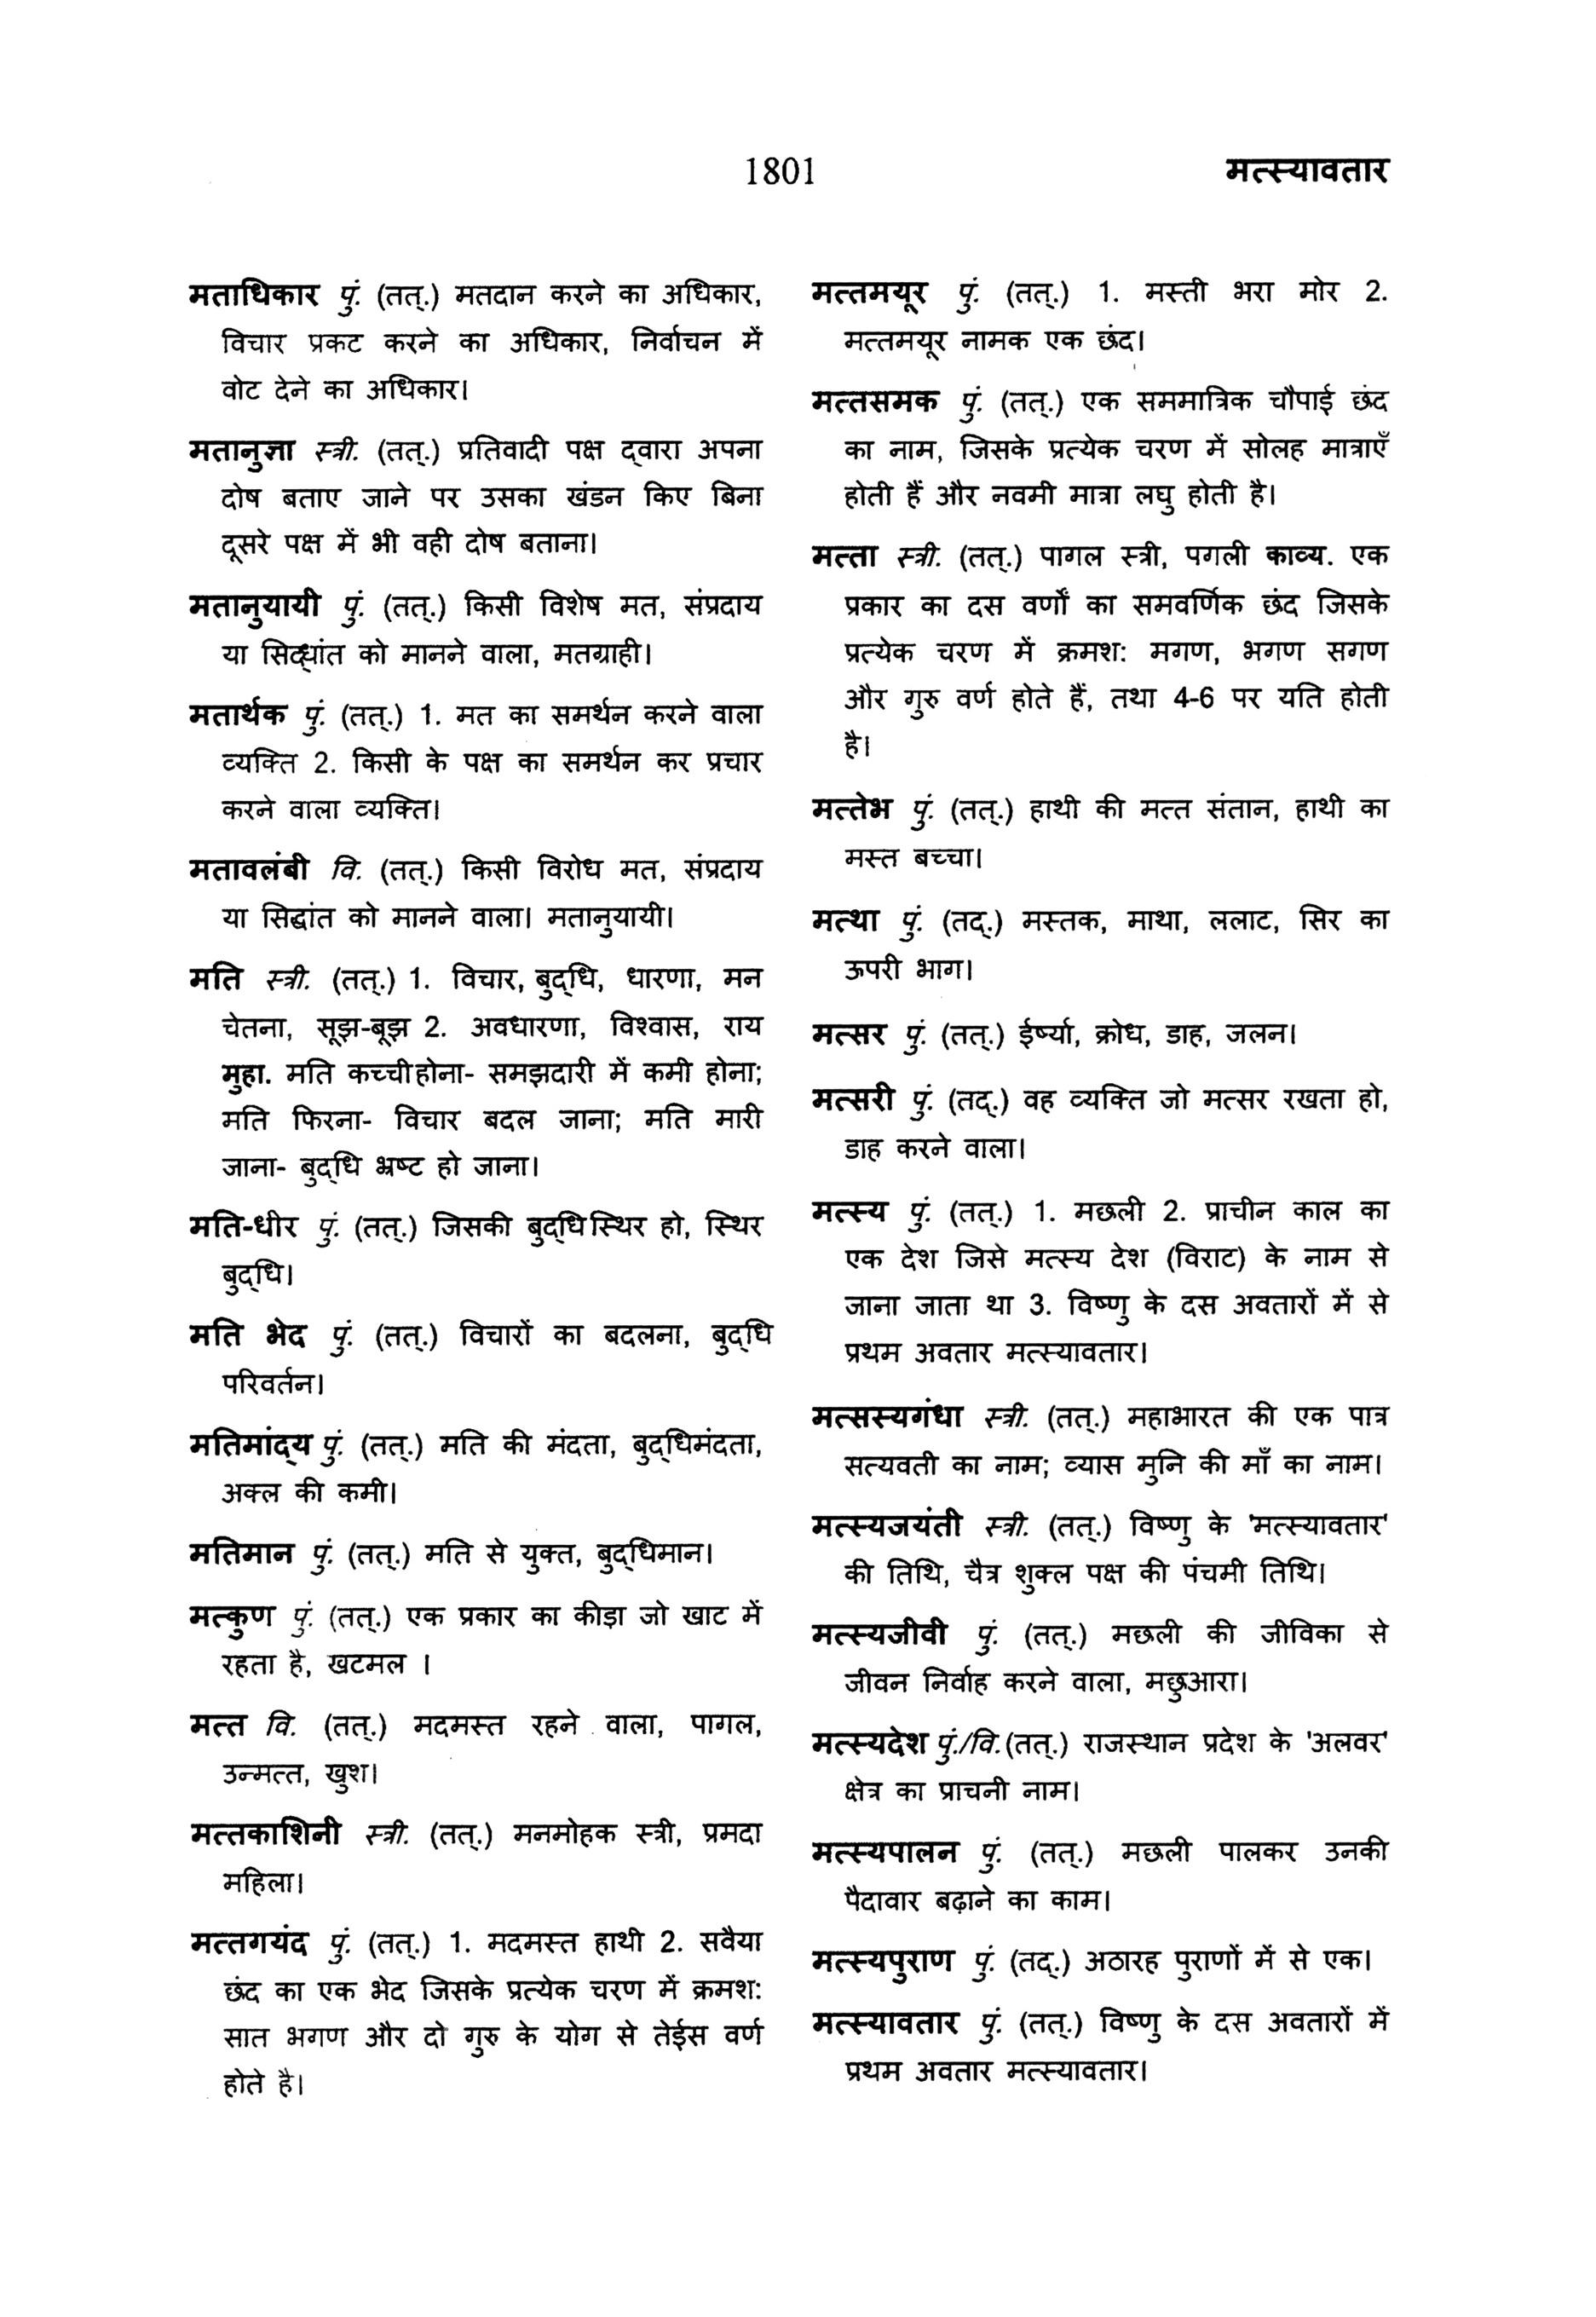 1801
मत्स्यावतार
मताधिकार पुं. (तत्.) मतदान करने का अधिकार,
विचार प्रकट करने का अधिकार, निर्वाचन में
वोट देने का अधिकार।
मतानुज्ञा स्त्री. (तत्.) प्रतिवादी पक्ष द्वारा अपना
दोष बताए जाने पर उसका खंडन किए बिना
दूसरे पक्ष में भी वही दोष बताना।
मतानुयायी पुं. (तत्.) किसी विशेष मत, संप्रदाय
या सिद्धांत को मानने वाला, मतग्राही।
मतार्थक पुं. (तत्.) 1. मत का समर्थन करने वाला
व्यक्ति 2. किसी के पक्ष का समर्थन कर प्रचार
करने वाला व्यक्ति।
मतावलंबी वि. (तत्.) किसी विरोध मत, संप्रदाय
या सिद्धांत को मानने वाला। मतानुयायी।
मति स्त्री. (तत्.) 1. विचार, बुद्धि, धारणा, मन
चेतना, सूझ-बूझ 2. अवधारणा, विश्वास, राय
मुहा. मति कच्ची होना- समझदारी में कमी होना;
मति फिरना- विचार बदल जाना; मति मारी
जाना- बुद्धि भ्रष्ट हो जाना।
मति-धीर पुं. (तत्.) जिसकी बुद्धि स्थिर हो, स्थिर
बुद्धि।
मति भेद पुं. (तत्.) विचारों का बदलना, बुद्धि
परिवर्तन।
मतिमांद्य पुं. (तत्.) मति की मंदता, बुद्धिमंदता,
अक्ल की कमी।
मतिमान पुं. (तत्.) मति से युक्त, बुद्धिमान।
मत्कुण पुं. (तत्.) एक प्रकार का कीड़ा जो खाट में
रहता है, खटमल ।
मत्त वि. (तत्.) मदमस्त रहने वाला, पागल,
उन्मत्त, खुश।
मत्तकाशिनी स्त्री. (तत्.) मनमोहक स्त्री, प्रमदा
महिला।
मत्तगयंद पुं. (तत्.) 1. मदमस्त हाथी 2. सवैया
छंद का एक भेद जिसके प्रत्येक चरण में क्रमश:
सात भगण और दो गुरु के योग से तेईस वर्ण
होते है।
मत्तमयूर पुं. (तत्.) 1. मस्ती भरा मोर 2.
मत्तमयूर नामक एक छंद।
मत्तसमक पुं. (तत्.) एक सममात्रिक चौपाई छंद
का नाम, जिसके प्रत्येक चरण में सोलह मात्राएँ
होती हैं और नवमी मात्रा लघु होती है।
मत्ता स्त्री. (तत्.) पागल स्त्री, पगली काव्य. एक
प्रकार का दस वर्णों का समवर्णिक छंद जिसके
प्रत्येक चरण में क्रमश: मगण, भगण सगण
और गुरु वर्ण होते हैं, तथा 4-6 पर यति होती
है।
मत्तेभ पुं. (तत्.) हाथी की मत्त संतान, हाथी का
मस्त बच्चा।
मत्था पुं. (तद्.) मस्तक, माथा, ललाट, सिर का
ऊपरी भाग।
मत्सर पुं. (तत्.) ईर्ष्या, क्रोध, डाह, जलन।
मत्सरी पुं. (तद्.) वह व्यक्ति जो मत्सर रखता हो,
डाह करने वाला।
मत्स्य पुं. (तत्.) 1. मछली 2. प्राचीन काल का
एक देश जिसे मत्स्य देश (विराट) के नाम से
जाना जाता था 3. विष्णु के दस अवतारों में से
प्रथम अवतार मत्स्यावतार।
मत्सस्यगंधा स्त्री. (तत्.) महाभारत की एक पात्र
सत्यवती का नाम; व्यास मुनि की माँ का नाम।
मत्स्यजयंती स्त्री. (तत्.) विष्णु के 'मत्स्यावतार'
की तिथि, चैत्र शुक्ल पक्ष की पंचमी तिथि।
मत्स्यजीवी पुं. (तत्.) मछली की जीविका से
जीवन निर्वाह करने वाला, मछुआरा।
मत्स्यदेश पुं./वि. (तत्.) राजस्थान प्रदेश के 'अलवर'
क्षेत्र का प्राचनी नाम।
मत्स्यपालन पुं. (तत्.) मछली पालकर उनकी
पैदावार बढ़ाने का काम।
मत्स्यपुराण पुं. (तद्.) अठारह पुराणों में से एक।
मत्स्यावतार पुं. (तत्.) विष्णु के दस अवतारों में
प्रथम अवतार मत्स्यावतार।